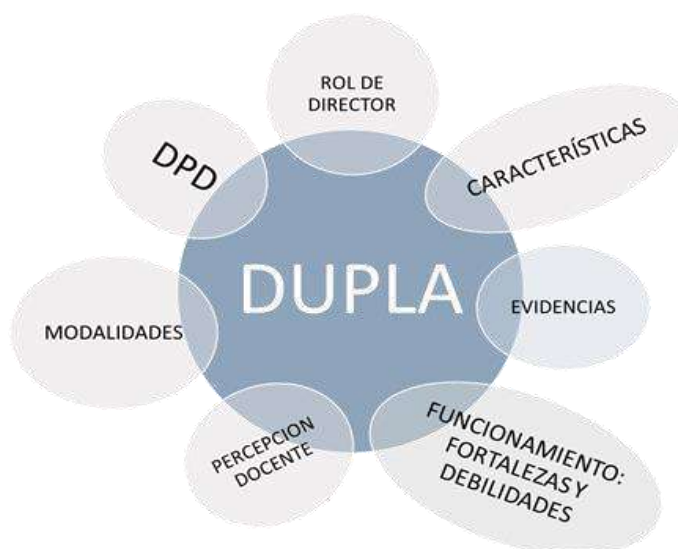 ROL DE
DIRECTOR
CARACTERÍSTICAS
DPD
DUPLA
EVIDENCIAS
MODALIDADES
PERCEPCION
DOCENTE
FUNCIONAMIENTO:
FORTALEZAS Y
DEBILIDADES